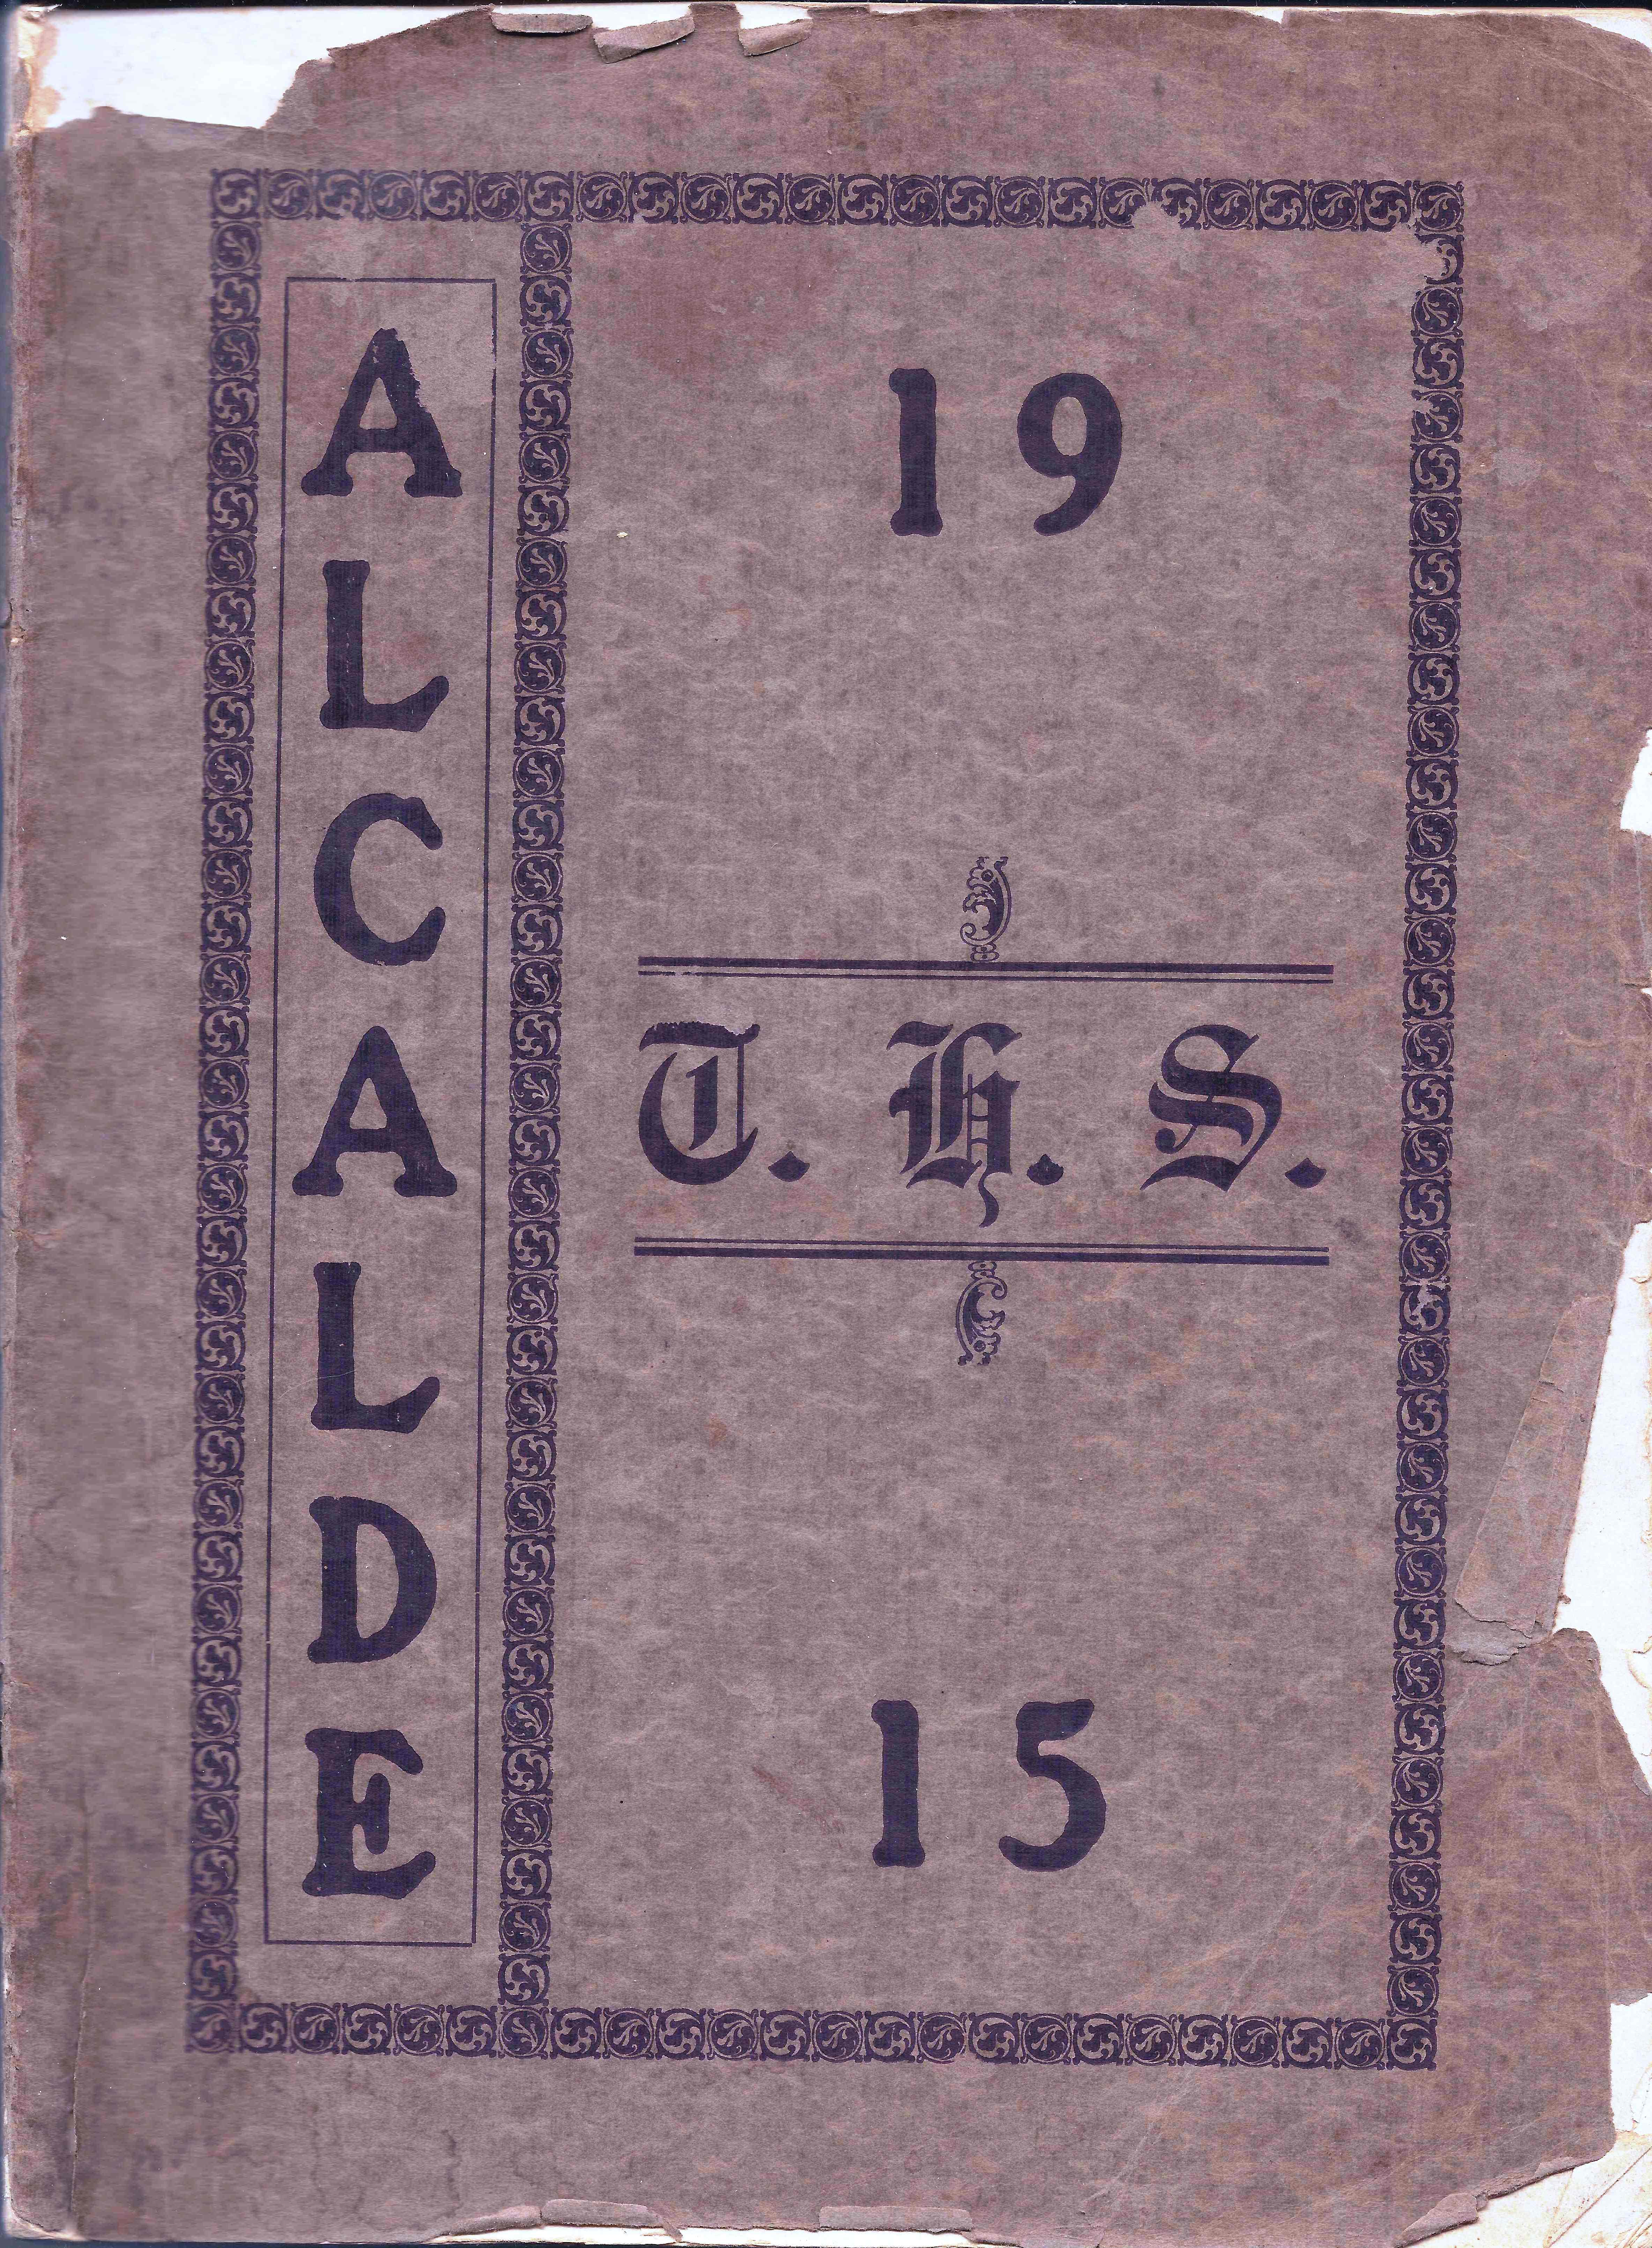 ALCALDE
19
T. H. S.
15